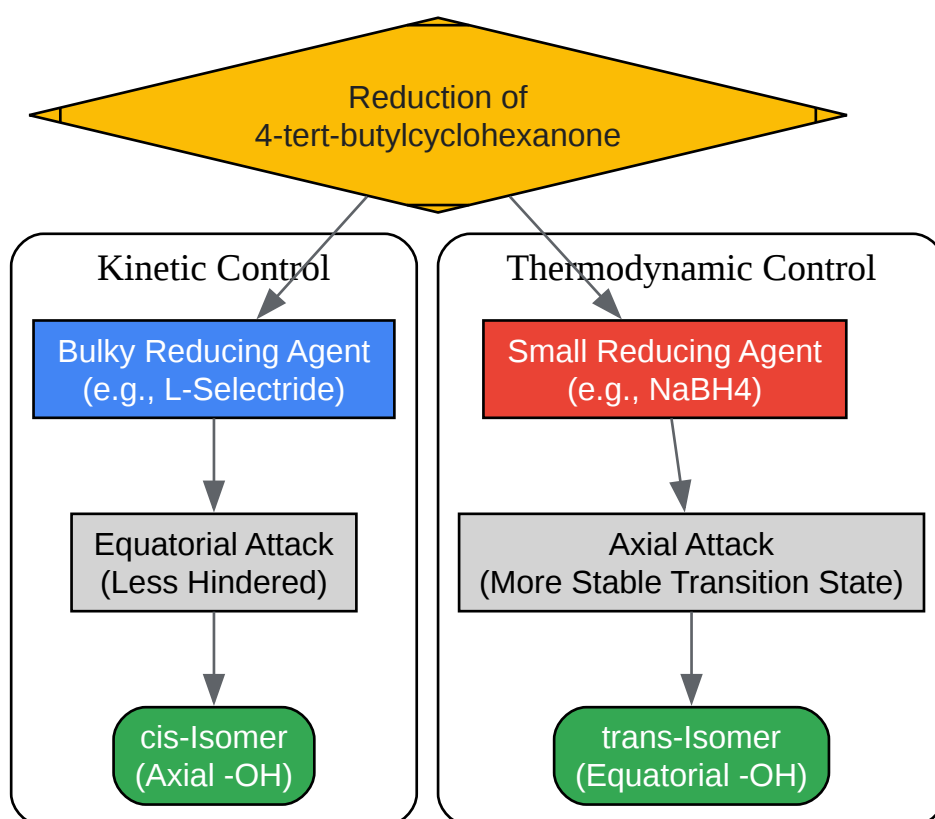 Reduction of
4-tert-butylcyclohexanone
Kinetic Control
Bulky Reducing Agent
(e.g., L-Selectride)
Equatorial Attack
(Less Hindered)
cis-Isomer
(Axial -OH)
Thermodynamic Control
Small Reducing Agent
(e.g., NaBH4)
Axial Attack
(More Stable Transition State)
trans-Isomer
(Equatorial -OH)